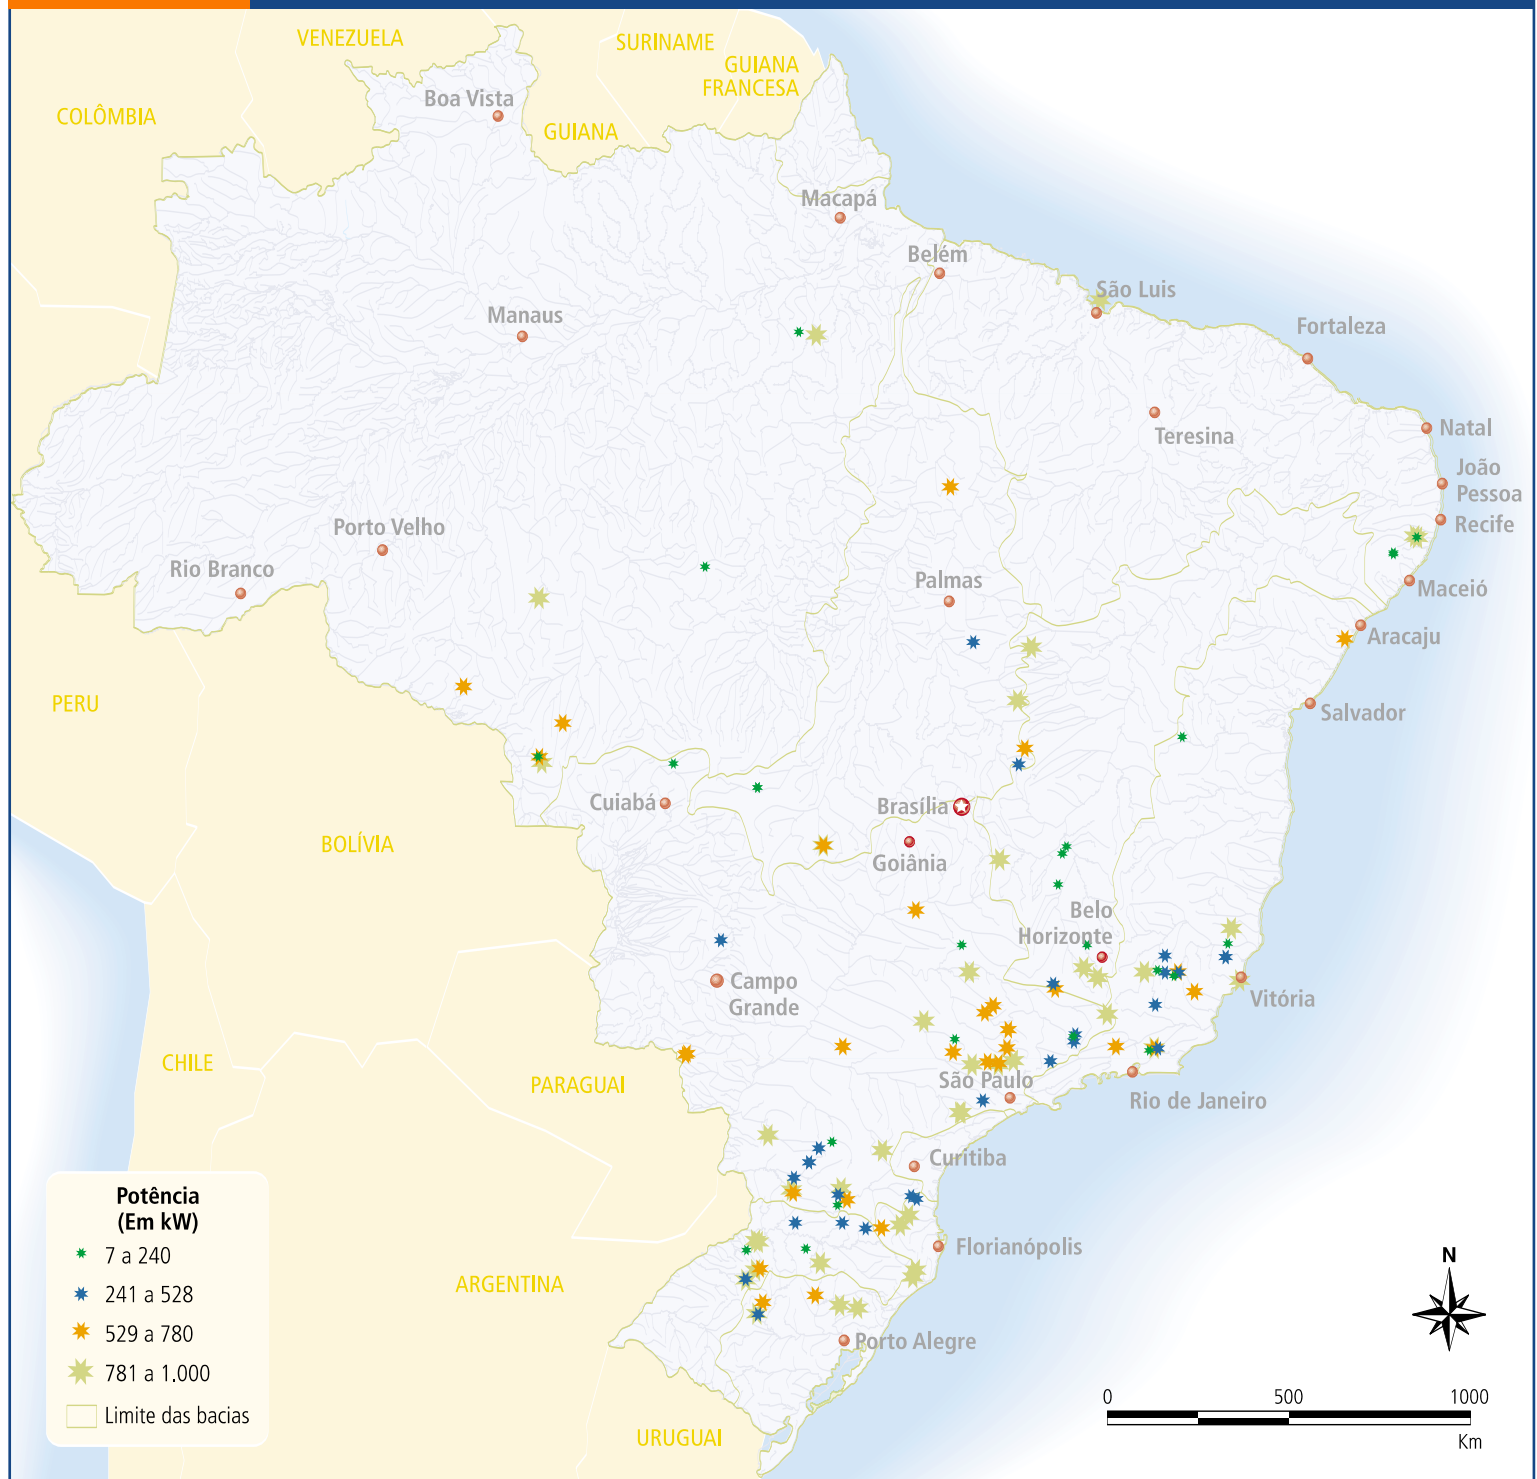 VENEZUELA
SURINAME
GUIANA
FRANCESA
COLÔMBIA
Boa Vista
GUIANA
Macapá
Belém
São Luis
Manaus
Fortaleza
Teresina
Natal
João
Pessoa
Recife
Porto Velho
Rio Branco
Palmas
Maceió
Aracaju
PERU
Salvador
Cuiabá
Brasília
BOLÍVIA
Goiânia
Belo
Horizonte
Campo
Grande
Vitória
CHILE
PARAGUAI
São Paulo
Rio de Janeiro
Curitiba
Potência
(Em kW)
7 a 240
241 a 528
529 a 780
781 a 1.000
Limite das bacias
Florianópolis
ARGENTINA
Porto Alegre
URUGUAI
N
0 500 1000
Km